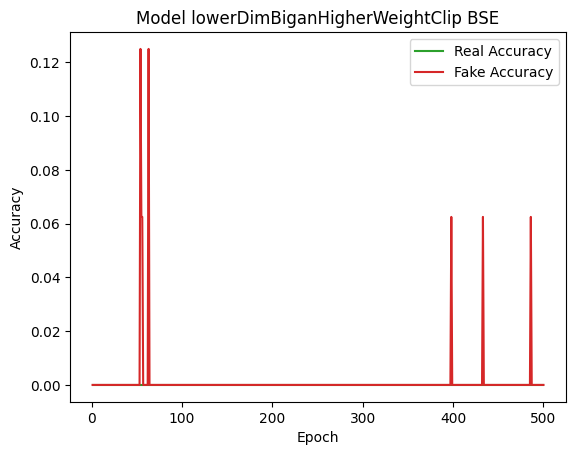 Model lowerDimBiganHigherWeightClip BSE
Real Accuracy
Fake Accuracy
Accuracy
0.12
0.10
0.08
0.06
0.04
0.02
0.00
0 100 200 300 400 500
Epoch